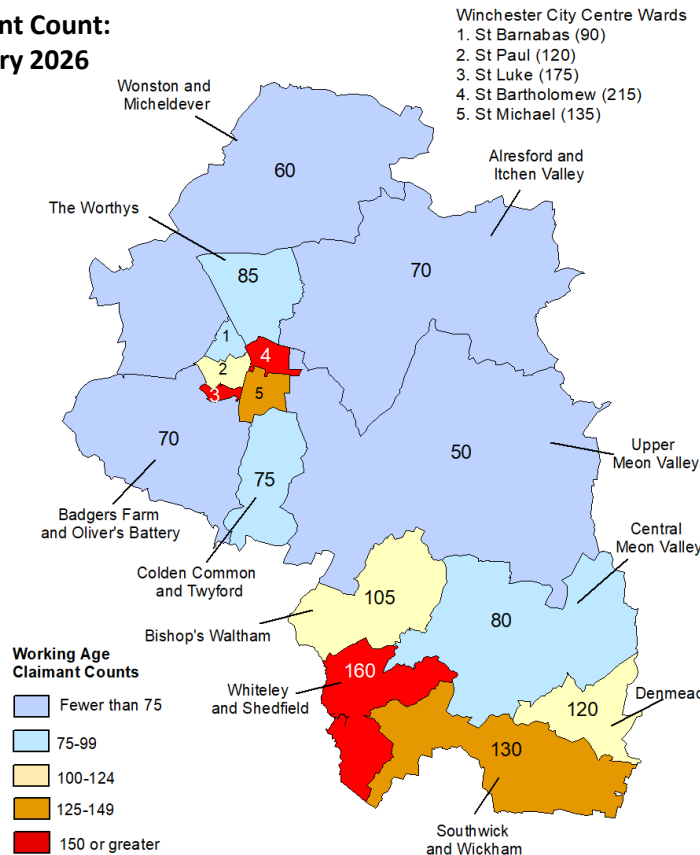 nt Count:
ry 2026
Winchester City Centre Wards
1. St Barnabas (90)
2. St Paul (120)
3. St Luke (175)
4. St Bartholomew (215)
5. St Michael (135)
Wonston and
Micheldever
60
Alresford and
Itchen Valley
The Worthys
85
70
1
4
2
3
5
70
50
Upper
Meon Valley
75
Badgers Farm
and Oliver's Battery
Central
Meon Valley
Colden Common
and Twyford
105
80
Bishop's Waltham
Working Age
Claimant Counts
Fewer than 75
75-99
100-124
125-149
150 or greater
160
Whiteley
and Shedfield
Denmead
120
130
Southwick
and Wickham